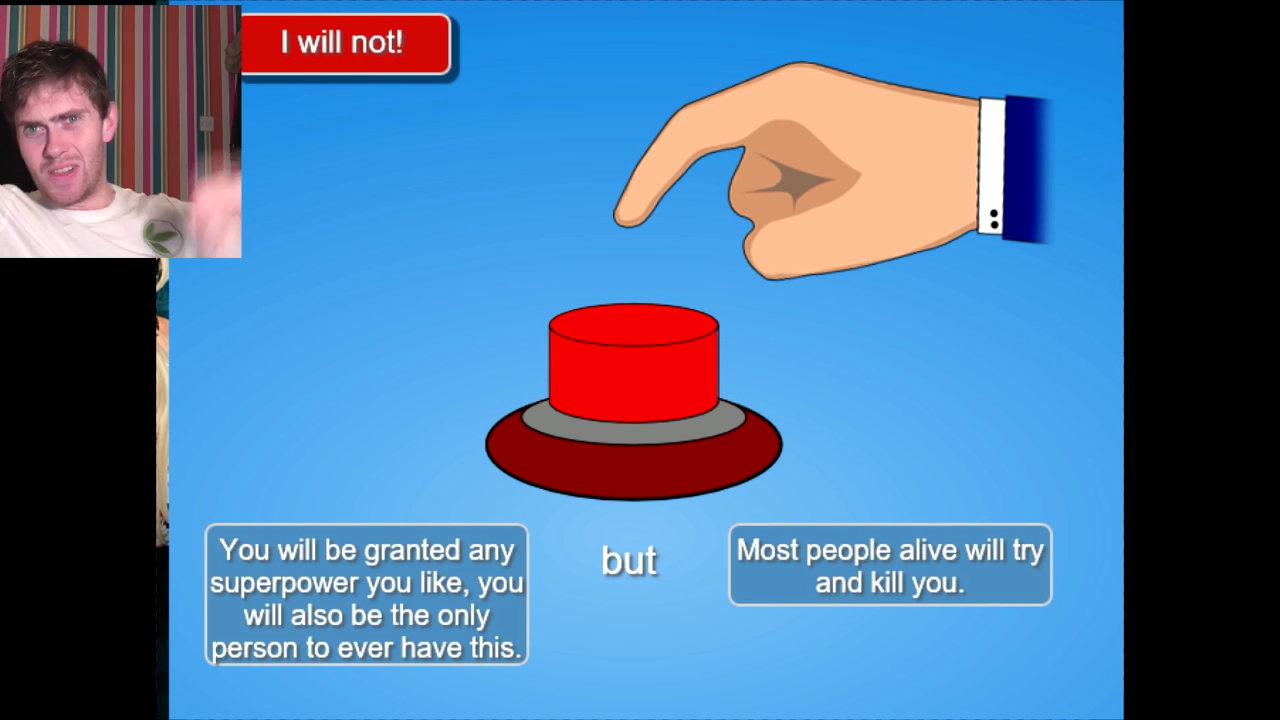 I will not!
You will be granted any
superpower you like, you
will also be the only
person to ever have this.
but
Most people alive will try
and kill you.